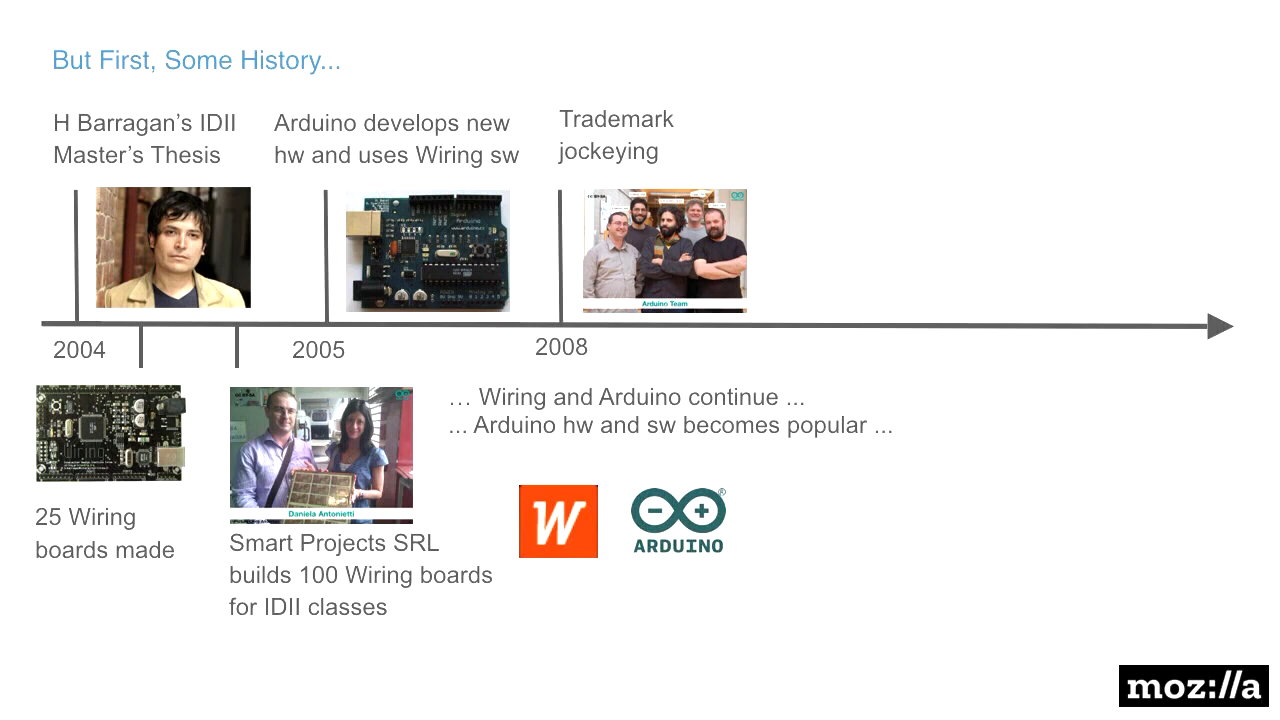 But First, Some History...
H Barragan's IDII
Master's Thesis
Arduino develops new
hw and uses Wiring sw
Trademark
jockeying
Arduino
Arduino Team
2004
2005
2008
Wiring
25 Wiring
boards made
Daniela Antonietti
Smart Projects SRL
builds 100 Wiring boards
for IDII classes
… Wiring and Arduino continue ...
... Arduino hw and sw becomes popular ...
W
ARDUINO
moz://a